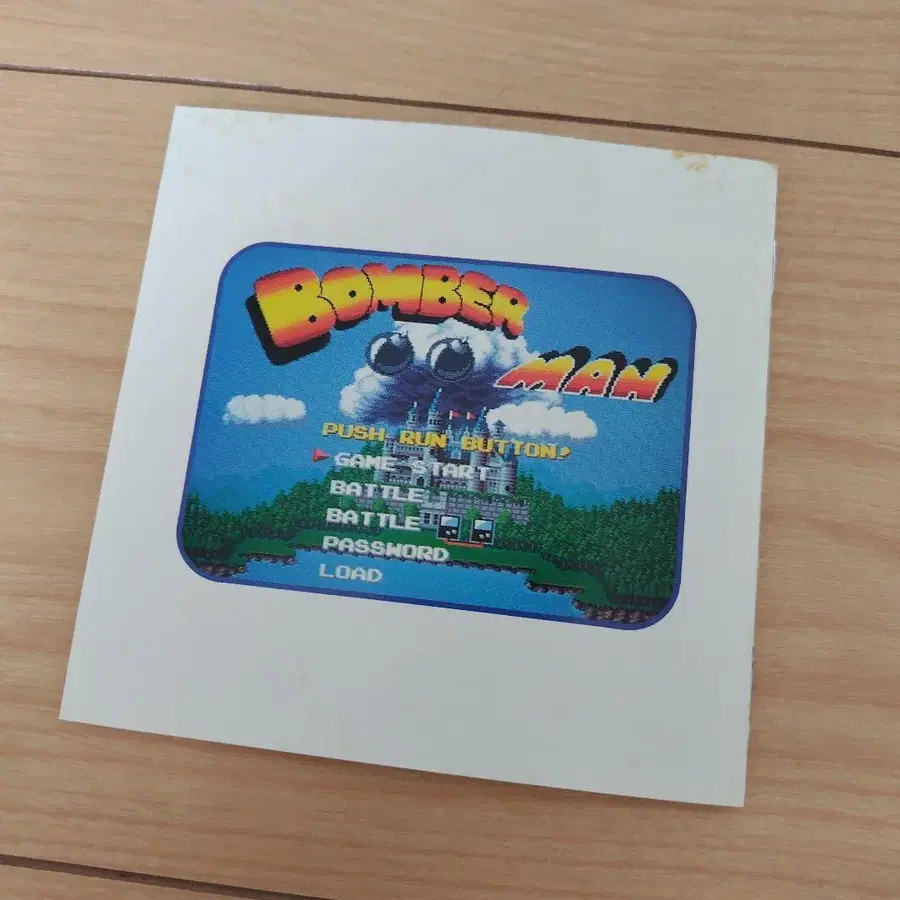 BOMBER
MAN
PUSH RUN BUTTON!
GAME START
BATTLE
BATTLE
PASSWORD
LOAD